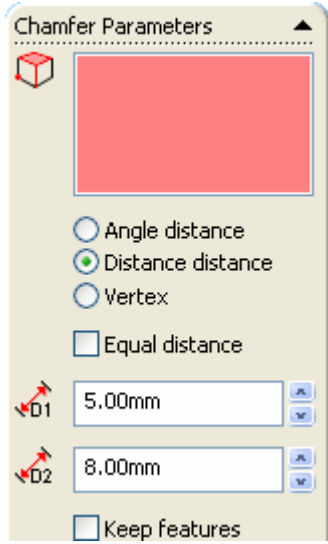 Chamfer Parameters
Angle distance
Distance distance
Vertex
Equal distance
D1 5.00mm
D2 8.00mm
Keep features